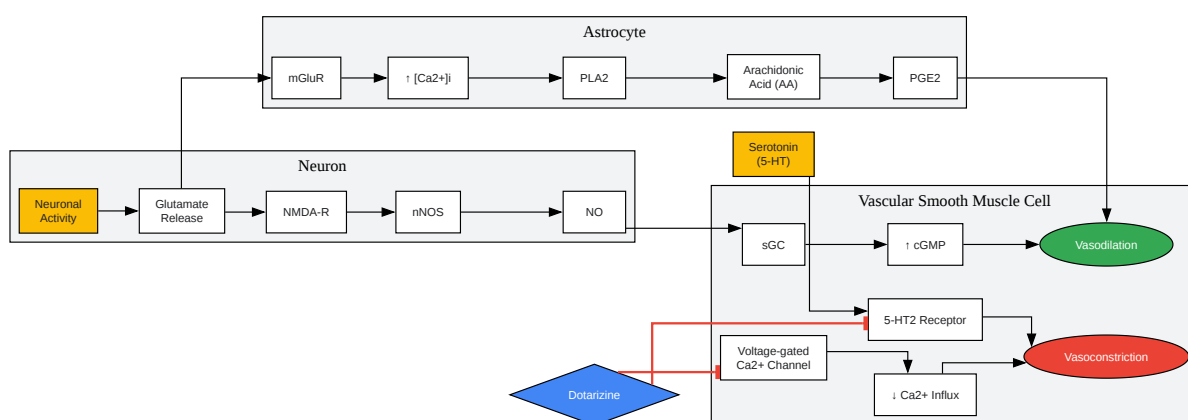 Astrocyte
mGluR
↑ [Ca2+]i
PLA2
Arachidonic
Acid (AA)
PGE2
Serotonin
(5-HT)
Neuron
Neuronal
Activity
Glutamate
Release
NMDA-R
nNOS
NO
Vascular Smooth Muscle Cell
sGC
↑ cGMP
Vasodilation
5-HT2 Receptor
Voltage-gated
Ca2+ Channel
Vasoconstriction
Dotarizine
↓ Ca2+ Influx